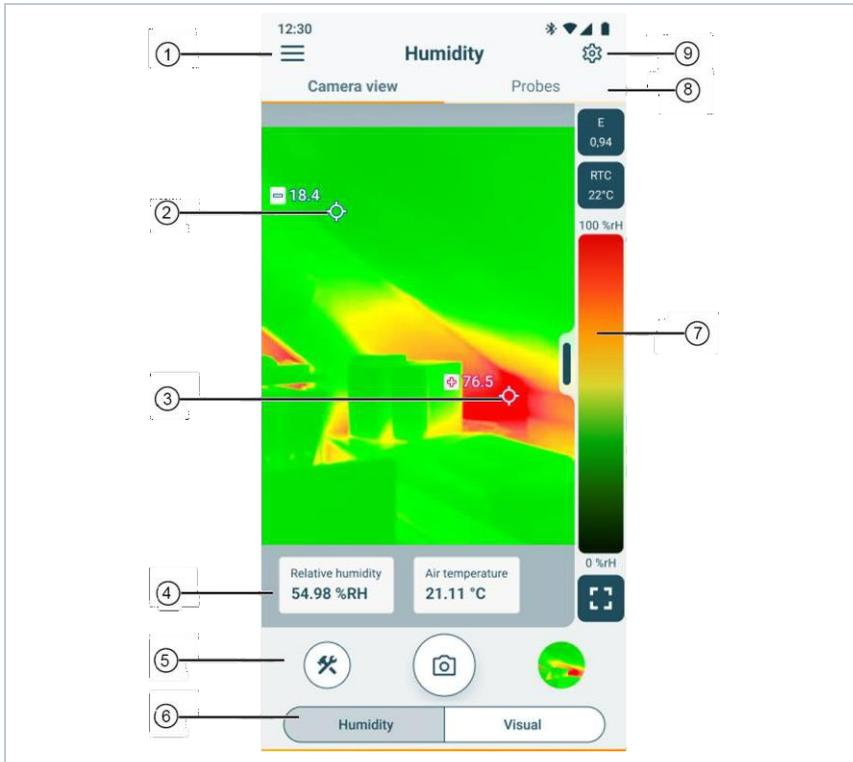 12:30
1
Humidity
9
Camera view
Probes
8
E
0,94
RTC
22°C
18.4
2
100 %rH
7
76.5
3
0 %rH
Relative humidity
54.98 %RH
Air temperature
21.11 °C
4
5
6
Humidity
Visual